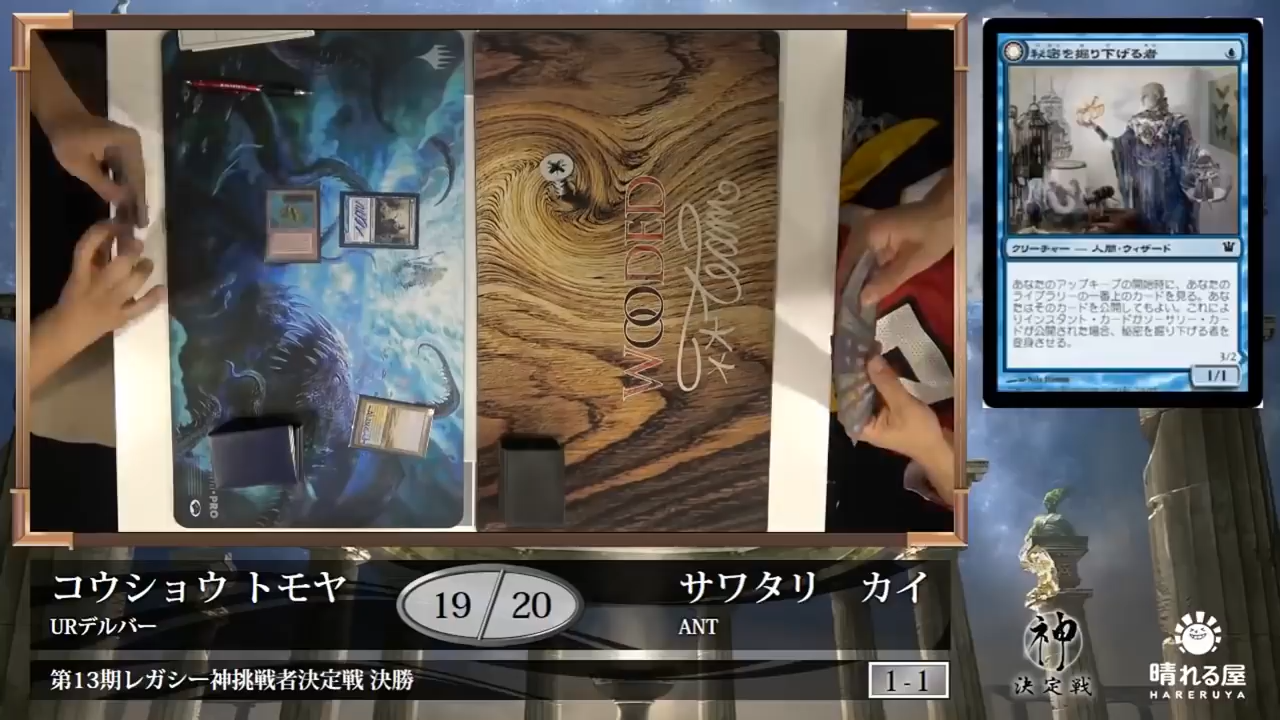 秘密を掘り下げる者
クリーチャー — 人間・ウィザード
あなたのアップキープの開始時に、あなたの
ライブラリーの一番上のカードを見る。あな
たはそのカードを公開してもよい。これによ
りインスタント・カードかソーサリー・カー
ドが公開された場合、秘密を掘り下げる者を
変身させる。
3/2
1/1
WOODED
PRO
コウショウ トモヤ
URデルバー
19/20
サワタリ カイ
ANT
第13期レガシー神挑戦者決定戦 決勝
1-1
神
決定戦
晴れる屋
HARERUYA